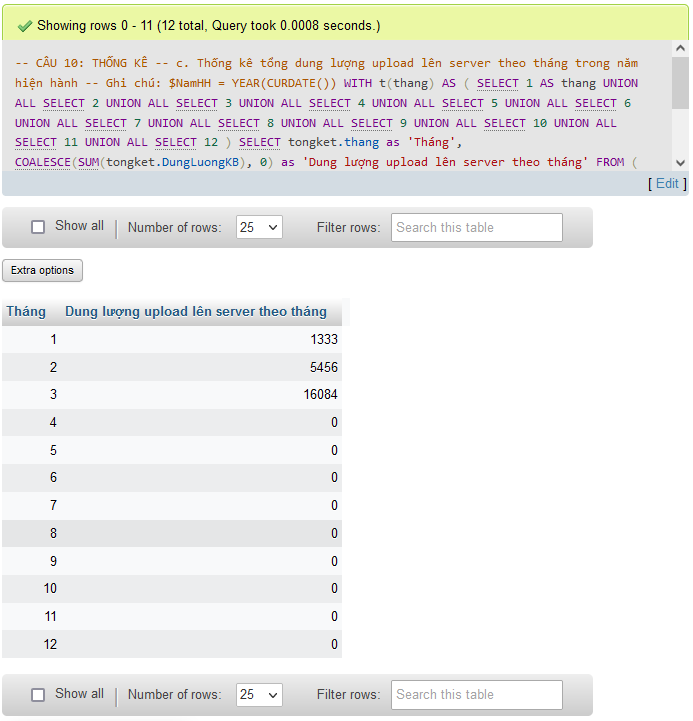 Showing rows 0 - 11 (12 total, Query took 0.0008 seconds.)
-- CÂU 10: THỐNG KÊ -- c. Thống kê tổng dung lượng upload lên server theo tháng trong năm
hiện hành -- Ghi chú: $NamHH = YEAR(CURDATE()) WITH t(thang) AS ( SELECT 1 AS thang UNION
ALL SELECT 2 UNION ALL SELECT 3 UNION ALL SELECT 4 UNION ALL SELECT 5 UNION ALL SELECT 6
UNION ALL SELECT 7 UNION ALL SELECT 8 UNION ALL SELECT 9 UNION ALL SELECT 10 UNION ALL
SELECT 11 UNION ALL SELECT 12 ) SELECT tongket.thang as 'Tháng',
COALESCE(SUM(tongket.DungLuongKB), 0) as 'Dung lượng upload lên server theo tháng' FROM (
[ Edit ]
Show all Number of rows: 25 Filter rows: Search this table
Extra options
Tháng Dung lượng upload lên server theo tháng
1 1333
2 5456
3 16084
4 0
5 0
6 0
7 0
8 0
9 0
10 0
11 0
12 0
Show all Number of rows: 25 Filter rows: Search this table